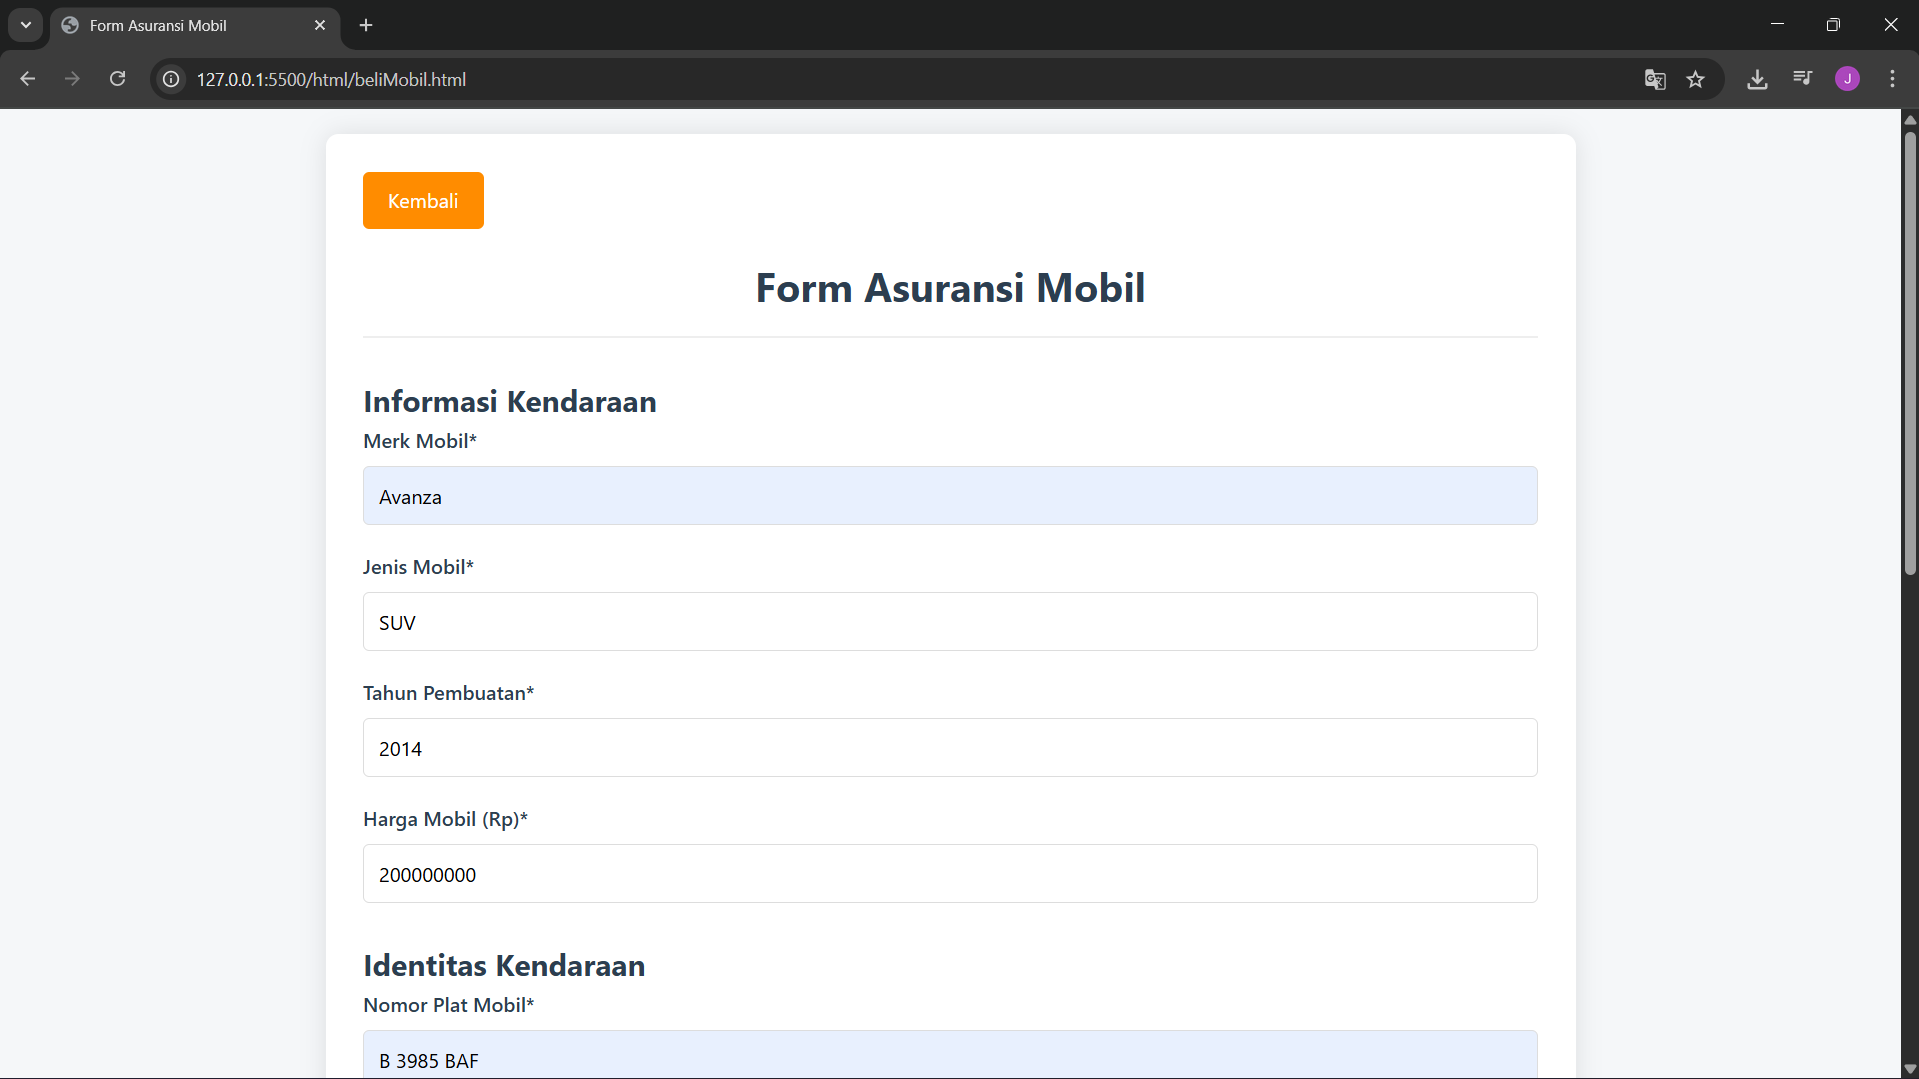 Form Asuransi Mobil
127.0.0.1:5500/html/beliMobil.html
J
Kembali
Form Asuransi Mobil
Informasi Kendaraan
Merk Mobil*
Avanza
Jenis Mobil*
SUV
Tahun Pembuatan*
2014
Harga Mobil (Rp)*
200000000
Identitas Kendaraan
Nomor Plat Mobil*
B 3985 BAF